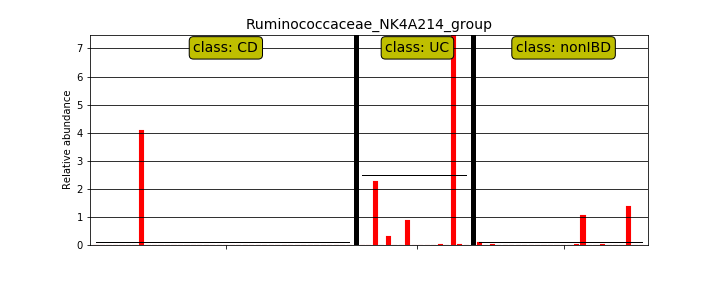 Ruminococcaceae_NK4A214_group
class: CD
class: UC
class: nonIBD
Relative abundance
7
6
5
4
3
2
1
0